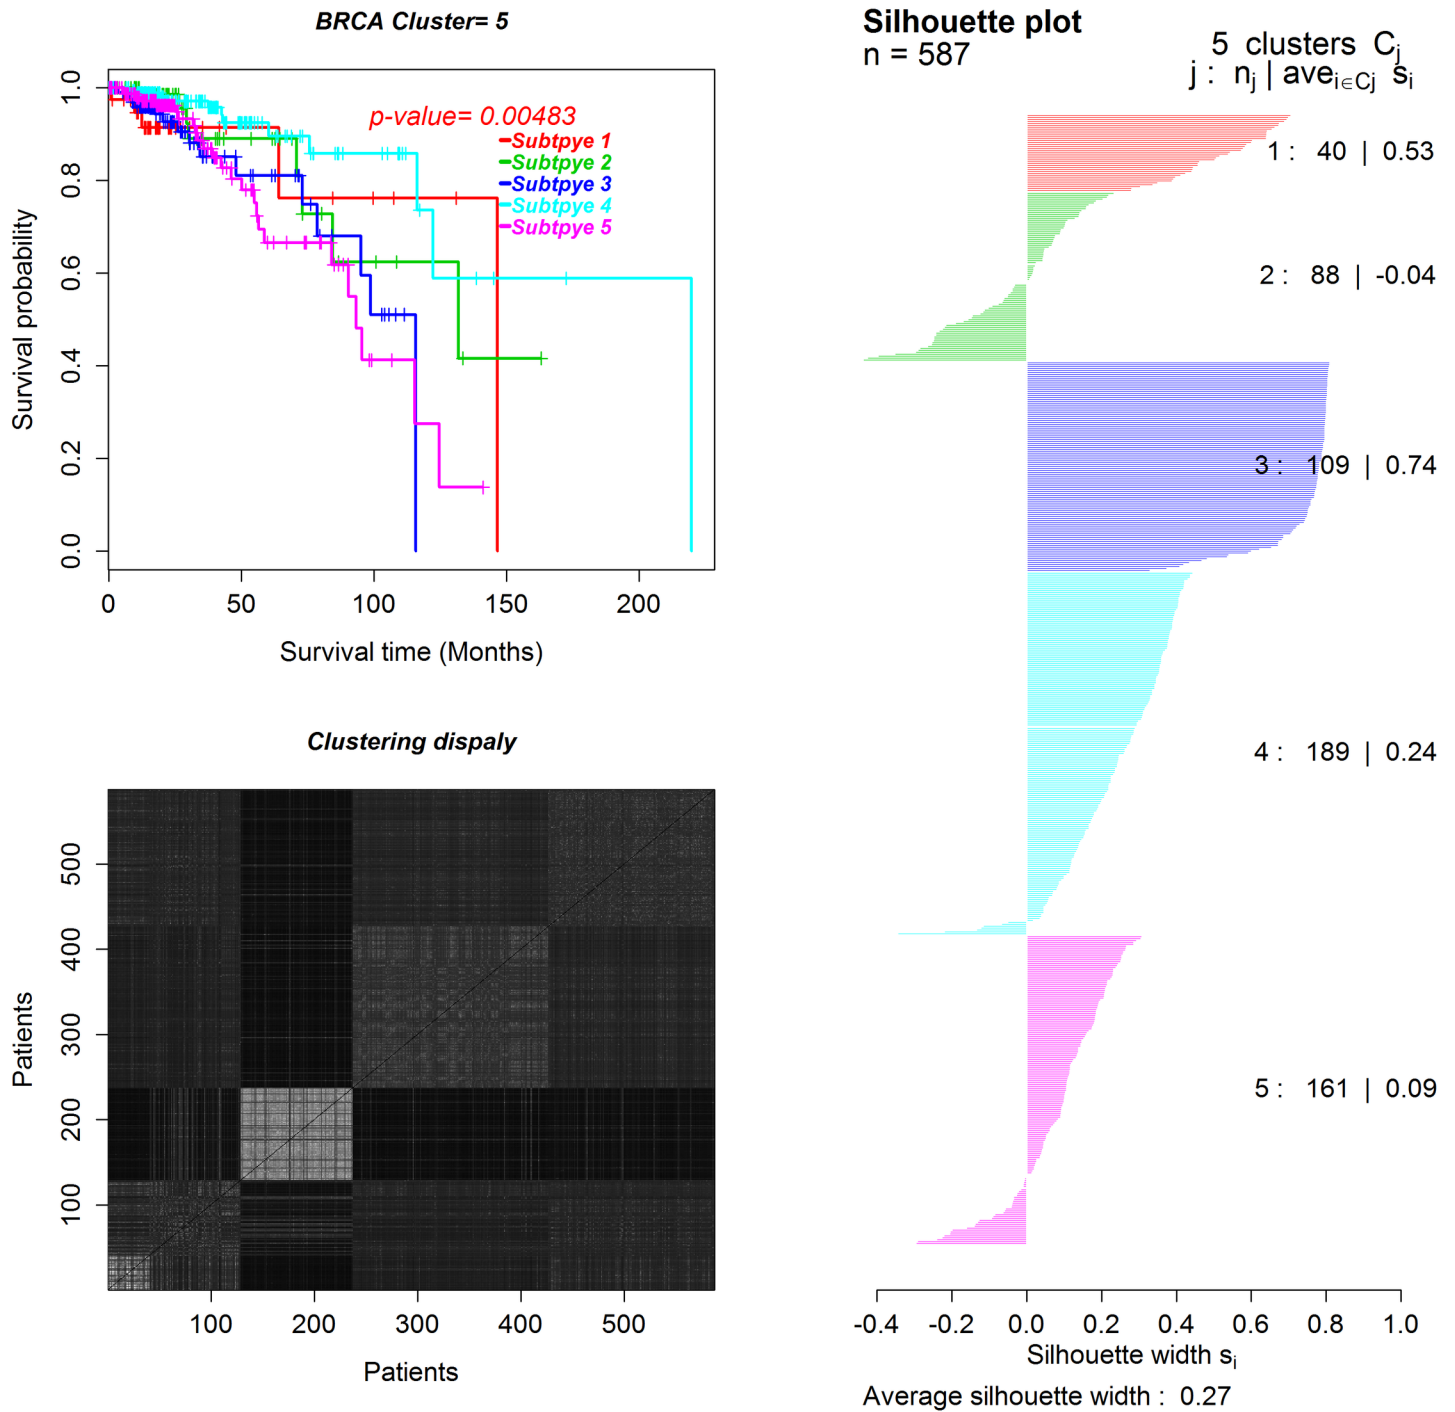 BRCA Cluster= 5
1.0
0.8
0.6
0.4
0.2
0.0
Survival probability
p-value= 0.00483
Subtpye 1
Subtpye 2
Subtpye 3
Subtpye 4
Subtpye 5
0 50 100 150 200
Survival time (Months)
Clustering dispaly
500
400
300
200
100
Patients
100 200 300 400 500
Patients
Silhouette plot
n = 587
5 clusters Cj
j : nj | avei∈Cj si
1 : 40 | 0.53
2 : 88 | -0.04
3 : 109 | 0.74
4 : 189 | 0.24
5 : 161 | 0.09
-0.4 -0.2 0.0 0.2 0.4 0.6 0.8 1.0
Silhouette width si
Average silhouette width : 0.27